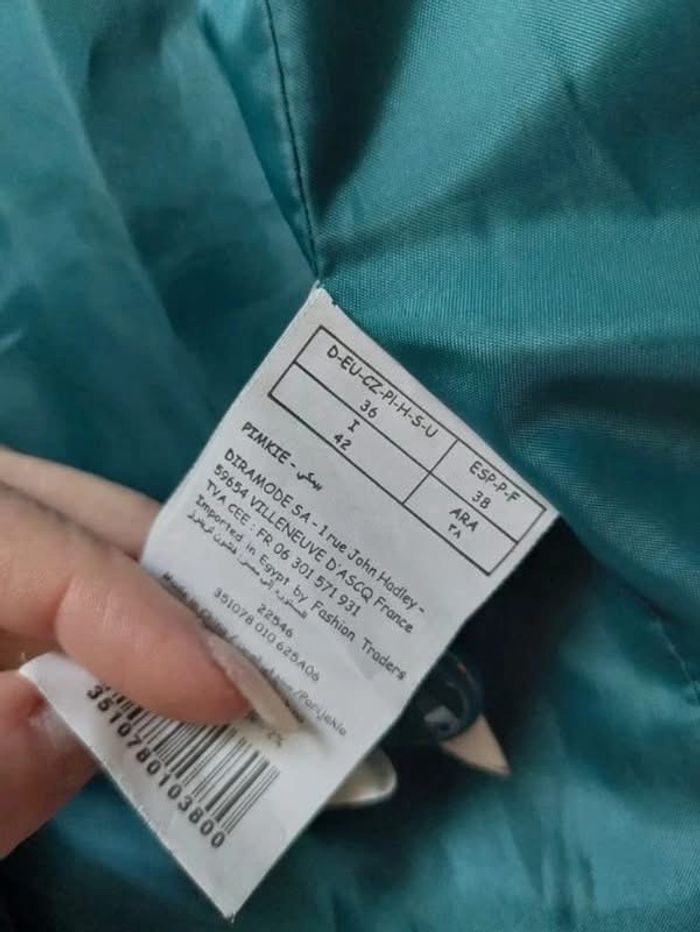 D-EU-CZ-PI-H-S-U
36
ESP-P-F
38
I
42
ARA
٣٨
PIMKIE - بيمكي
DIRAMODE SA - 1 rue John Hadley -
59654 VILLENEUVE D'ASCQ France
TVA CEE : FR 06 301 571 931
Imported in Egypt by Fashion Traders
22546
351078 010 625A06
3510780103800